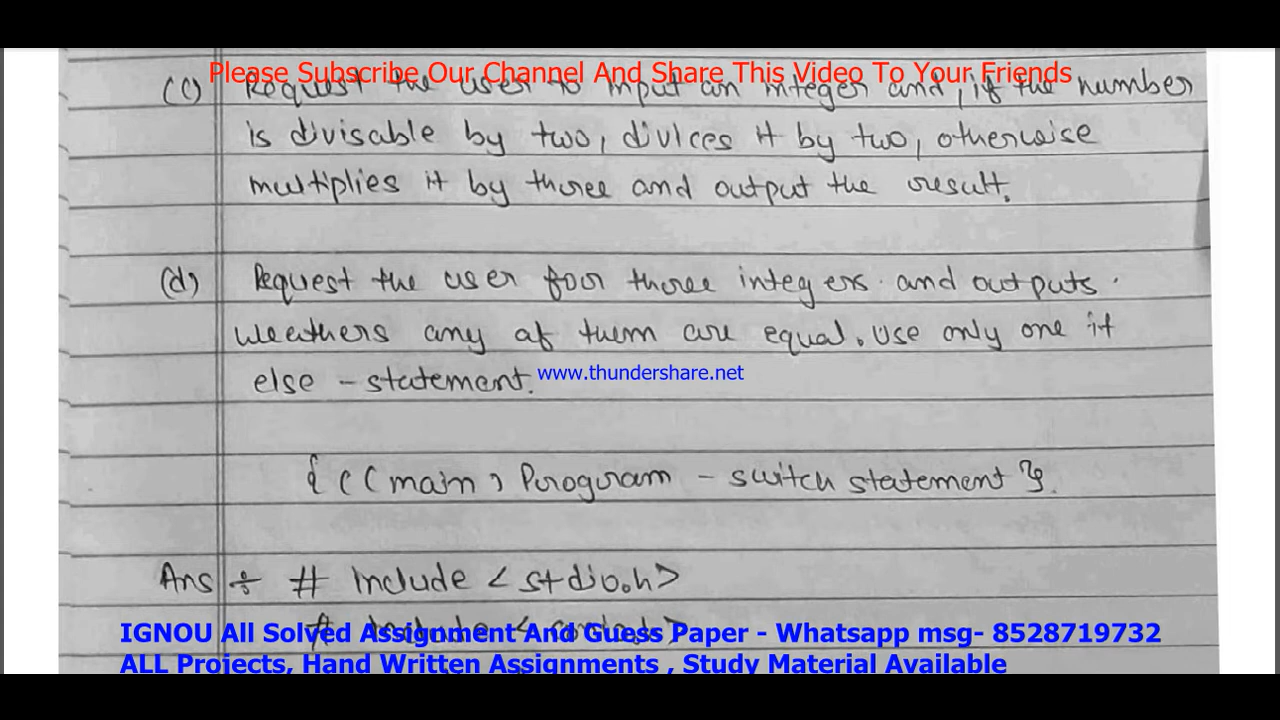 Please Subscribe Our Channel And Share This Video To Your Friends
(c) Request the user to input an integer and, if the number
is divisable by two, divices it by two, otherwise
multiplies it by three and output the result.
(d) Request the user foor three integers and outputs.
weathers any of them are equal. Use only one if
else - statement.
www.thundershare.net
{ ( ( main ) Program - switch statement }.
Ans ÷ # include < stdio.h>
# include <
IGNOU All Solved Assignment And Guess Paper - Whatsapp msg- 8528719732
ALL Projects, Hand Written Assignments , Study Material Available